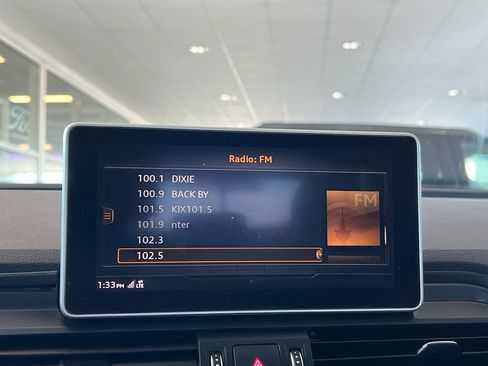 Radio: FM
100.1 DIXIE
100.9 BACK BY
101.5 KIX101.5
101.9 nter
102.3
102.5
FM
1:33PM LTE